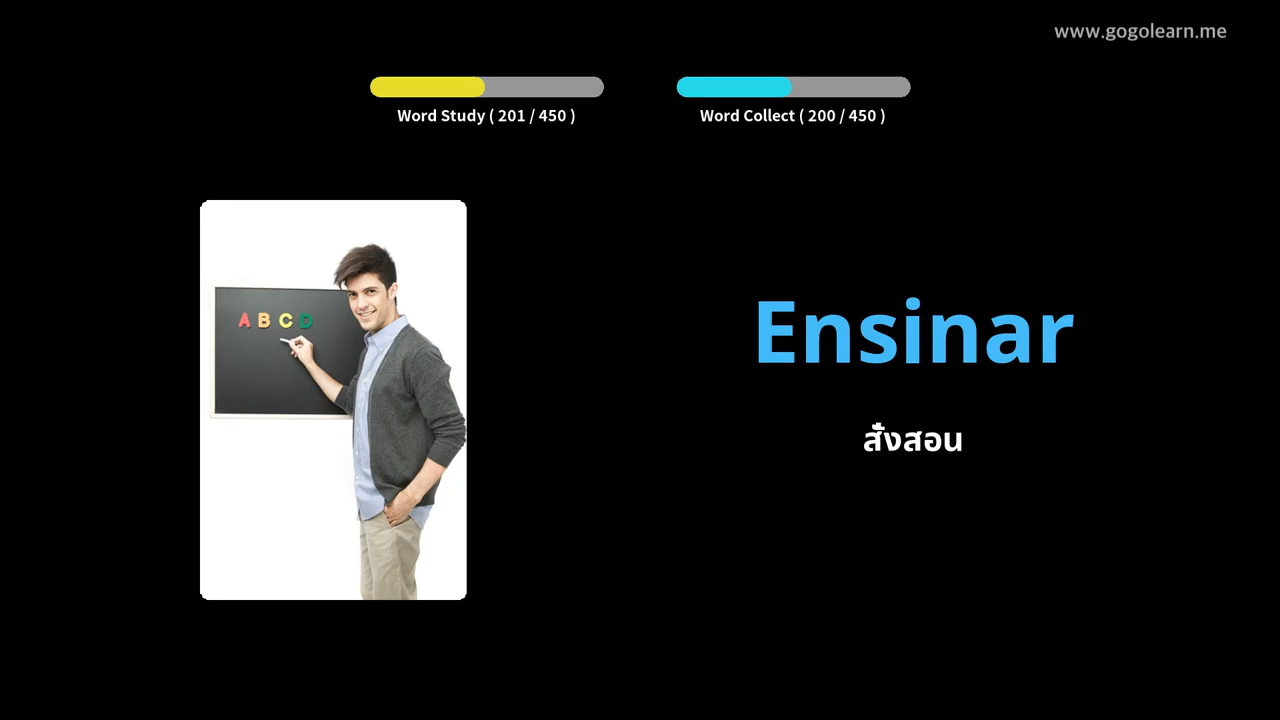 www.gogolearn.me
Word Study ( 201 / 450 )
Word Collect ( 200 / 450 )
A B C D
Ensinar
สั่งสอน